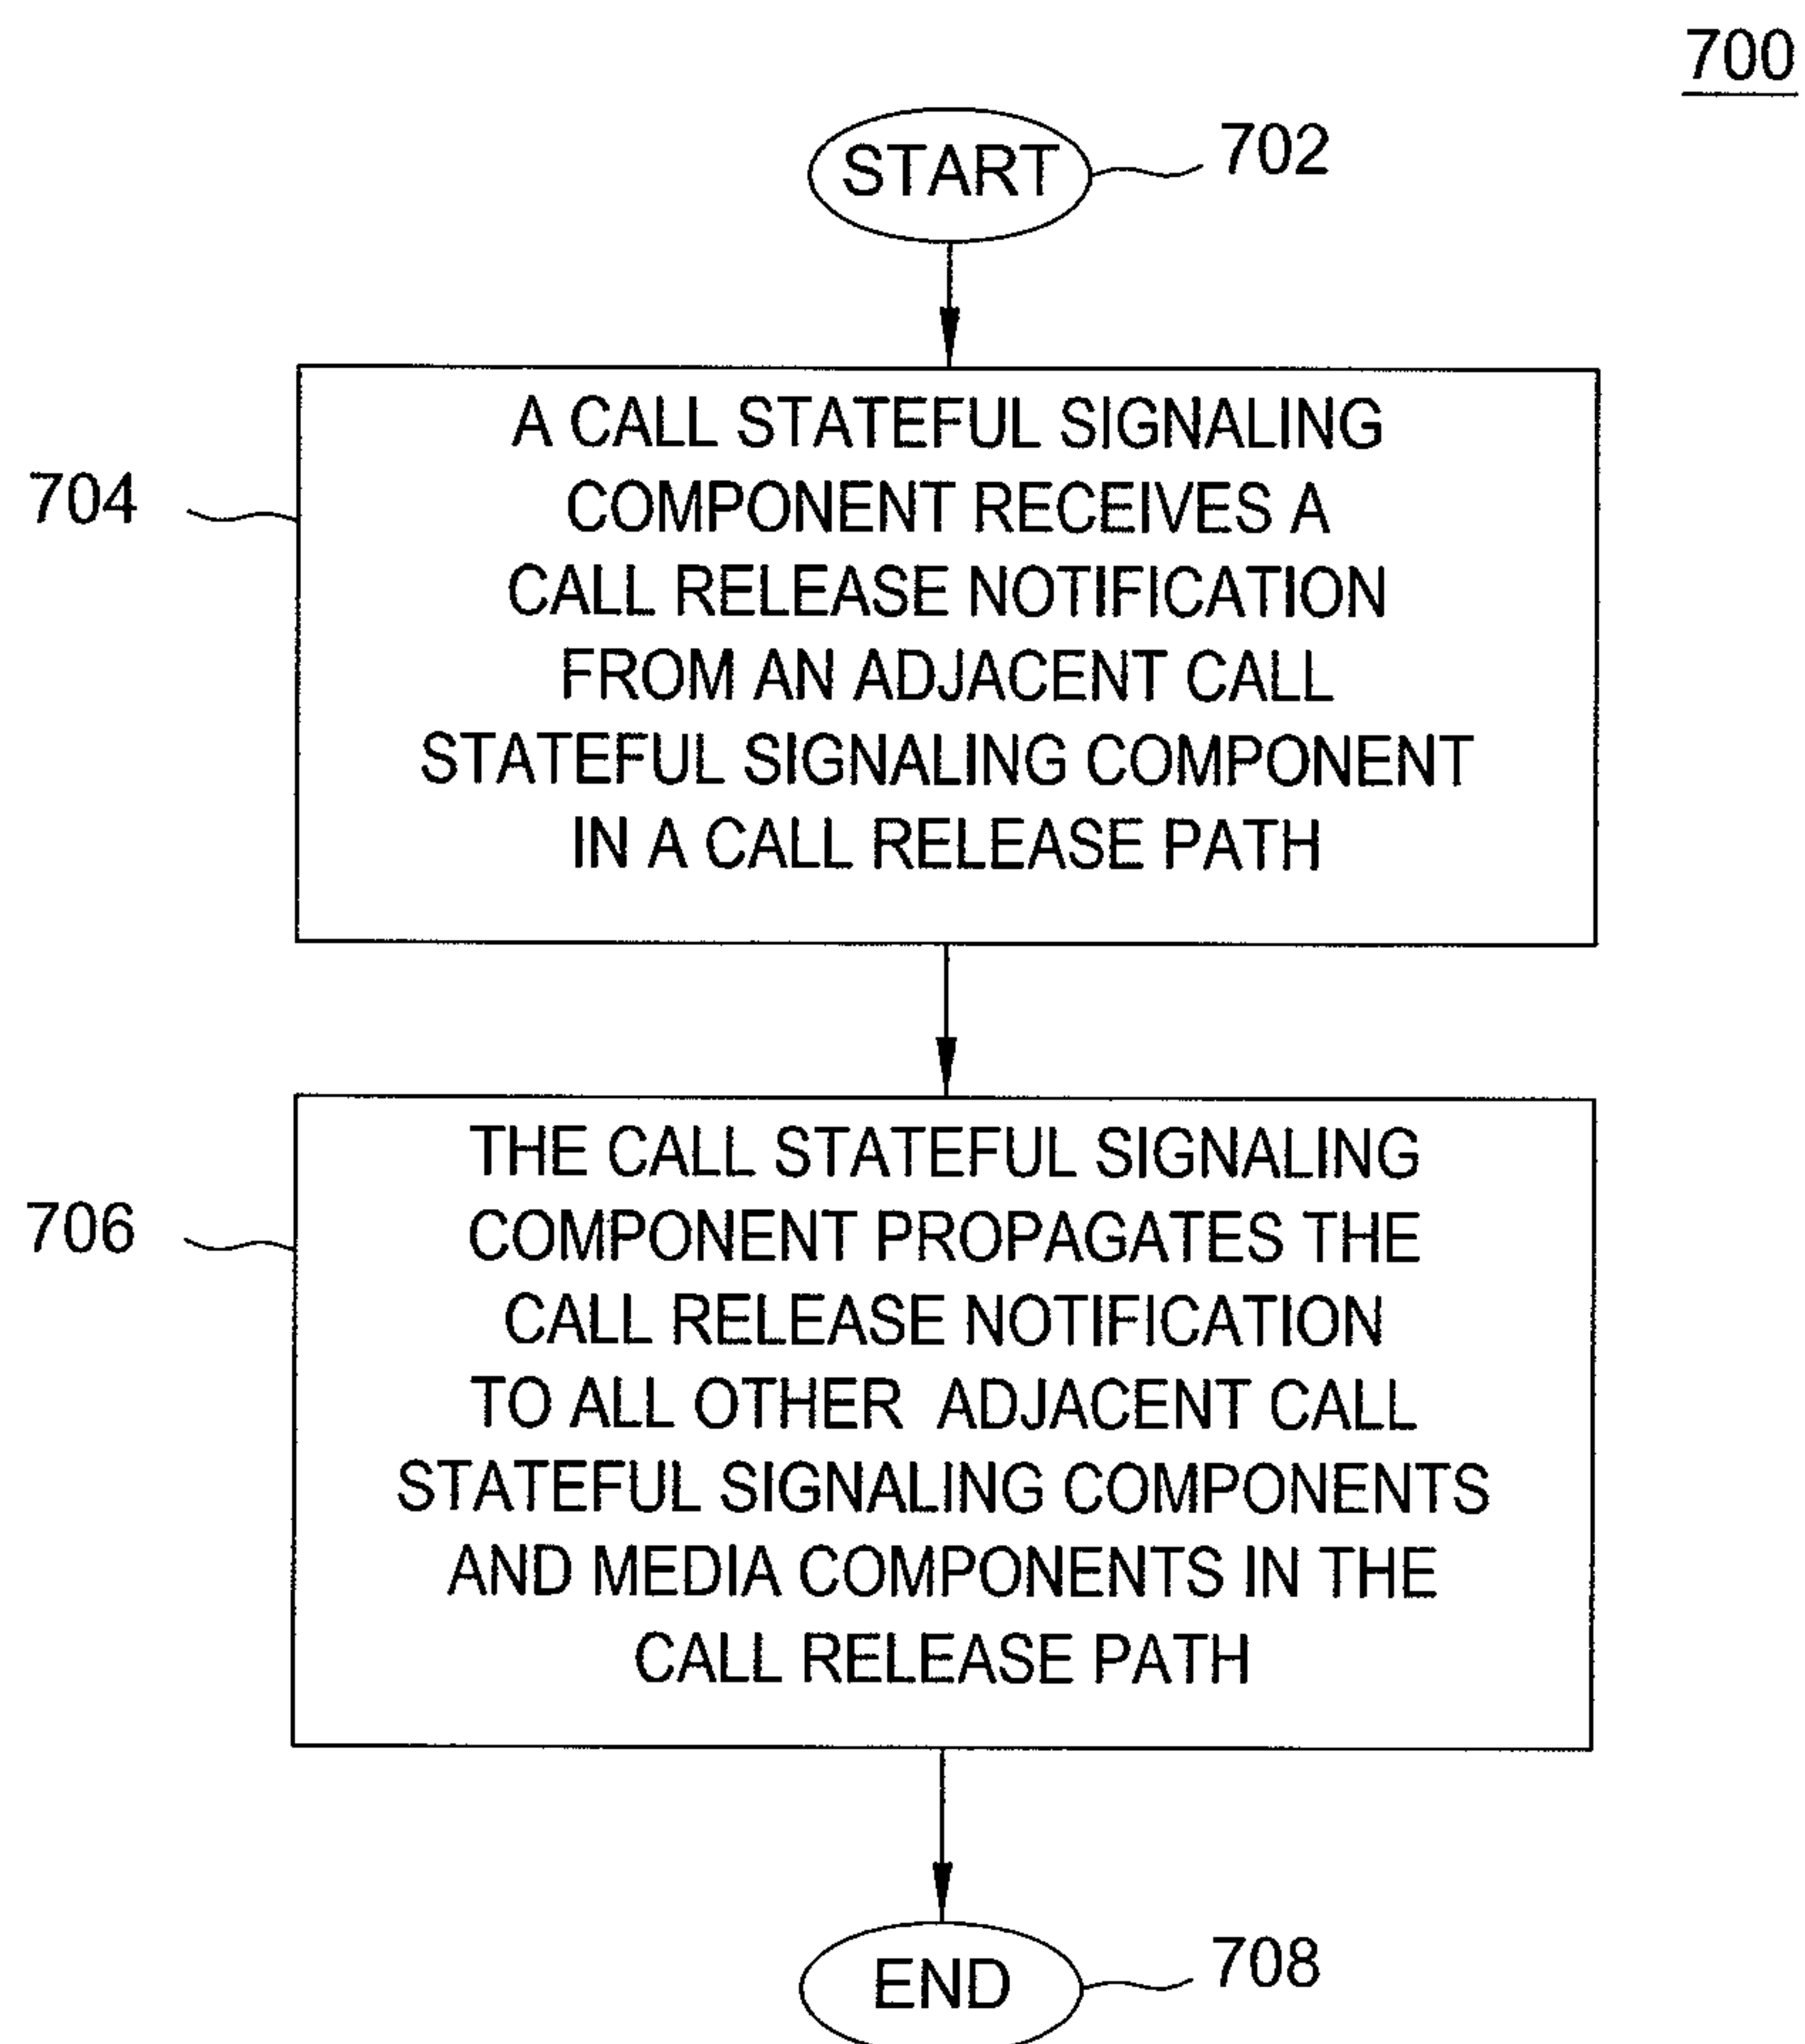 700
START
702
704
A CALL STATEFUL SIGNALING
COMPONENT RECEIVES A
CALL RELEASE NOTIFICATION
FROM AN ADJACENT CALL
STATEFUL SIGNALING COMPONENT
IN A CALL RELEASE PATH
706
THE CALL STATEFUL SIGNALING
COMPONENT PROPAGATES THE
CALL RELEASE NOTIFICATION
TO ALL OTHER ADJACENT CALL
STATEFUL SIGNALING COMPONENTS
AND MEDIA COMPONENTS IN THE
CALL RELEASE PATH
END
708